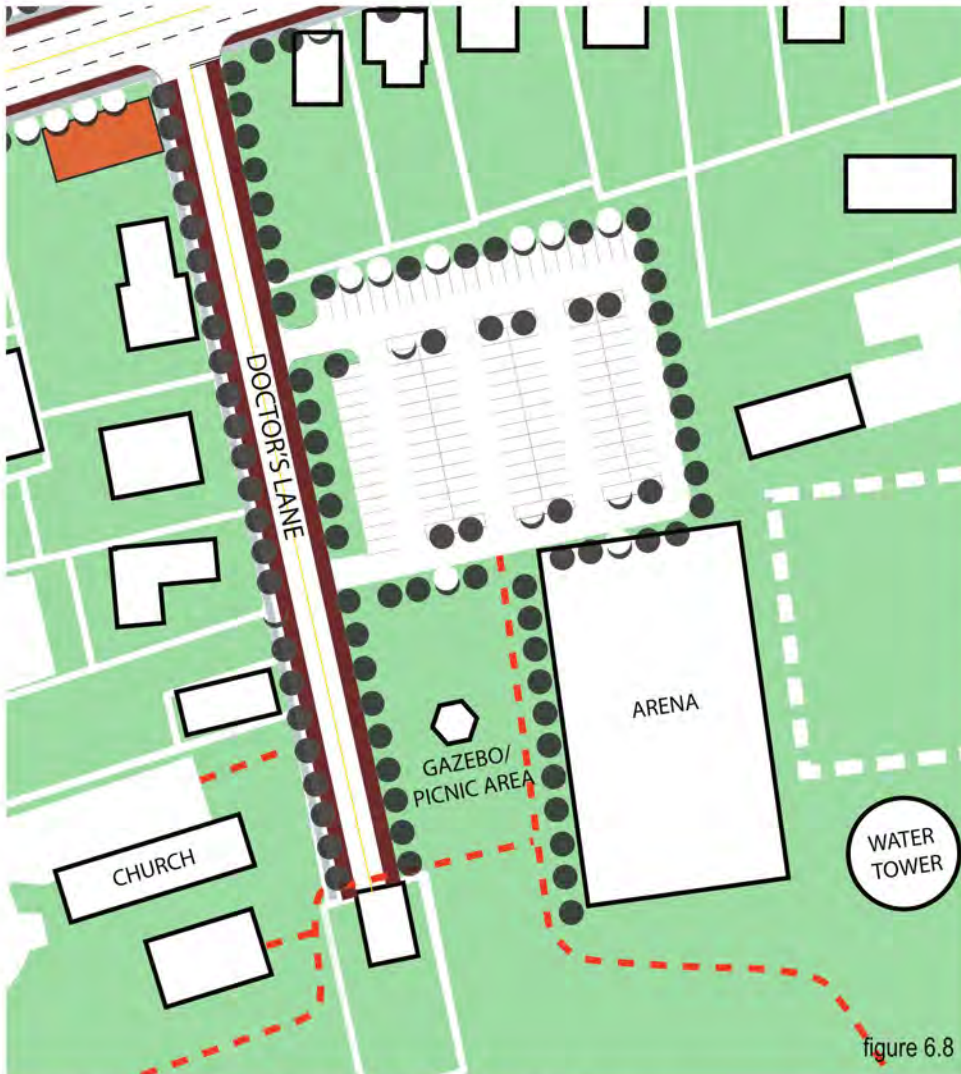 DOCTOR'S LANE
ARENA
GAZEBO/
PICNIC AREA
CHURCH
WATER
TOWER
figure 6.8